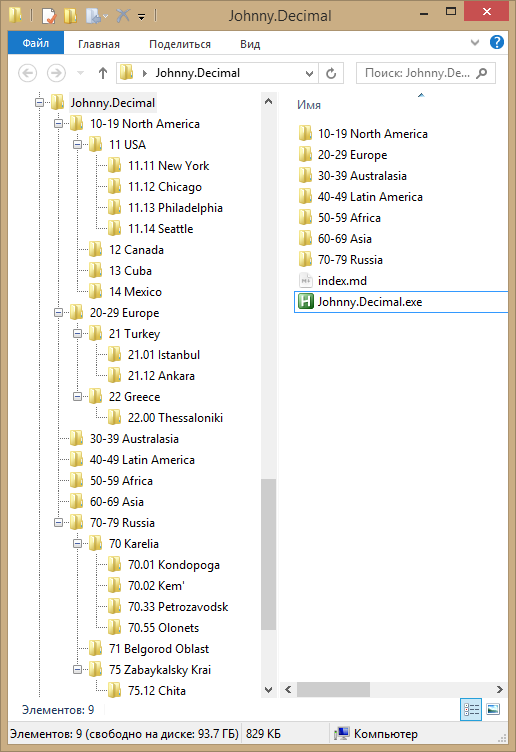 Johnny.Decimal
Файл Главная Поделиться Вид
Johnny.Decimal Поиск: Johnny.De...
Johnny.Decimal
10-19 North America
11 USA
11.11 New York
11.12 Chicago
11.13 Philadelphia
11.14 Seattle
12 Canada
13 Cuba
14 Mexico
20-29 Europe
21 Turkey
21.01 Istanbul
21.12 Ankara
22 Greece
22.00 Thessaloniki
30-39 Australasia
40-49 Latin America
50-59 Africa
60-69 Asia
70-79 Russia
70 Karelia
70.01 Kondopoga
70.02 Kem'
70.33 Petrozavodsk
70.55 Olonets
71 Belgorod Oblast
75 Zabaykalsky Krai
75.12 Chita
Имя
10-19 North America
20-29 Europe
30-39 Australasia
40-49 Latin America
50-59 Africa
60-69 Asia
70-79 Russia
index.md
Johnny.Decimal.exe
Элементов: 9
Элементов: 9 (свободно на диске: 93.7 ГБ) 829 КБ Компьютер